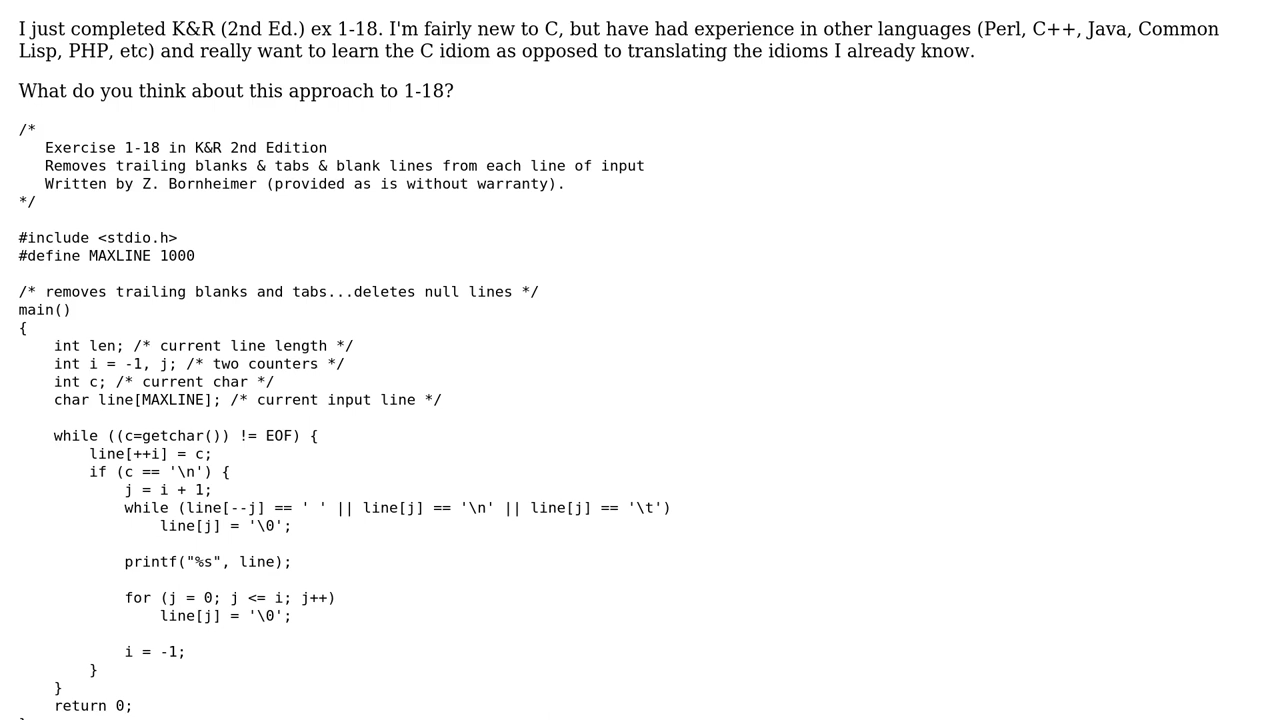 I just completed K&R (2nd Ed.) ex 1-18. I'm fairly new to C, but have had experience in other languages (Perl, C++, Java, Common
Lisp, PHP, etc) and really want to learn the C idiom as opposed to translating the idioms I already know.

What do you think about this approach to 1-18?

/*
   Exercise 1-18 in K&R 2nd Edition
   Removes trailing blanks & tabs & blank lines from each line of input
   Written by Z. Bornheimer (provided as is without warranty).
*/

#include <stdio.h>
#define MAXLINE 1000

/* removes trailing blanks and tabs...deletes null lines */
main()
{
    int len; /* current line length */
    int i = -1, j; /* two counters */
    int c; /* current char */
    char line[MAXLINE]; /* current input line */

    while ((c=getchar()) != EOF) {
        line[++i] = c;
        if (c == '\n') {
            j = i + 1;
            while (line[--j] == ' ' || line[j] == '\n' || line[j] == '\t')
                line[j] = '\0';

            printf("%s", line);

            for (j = 0; j <= i; j++)
                line[j] = '\0';

            i = -1;
        }
    }
    return 0;